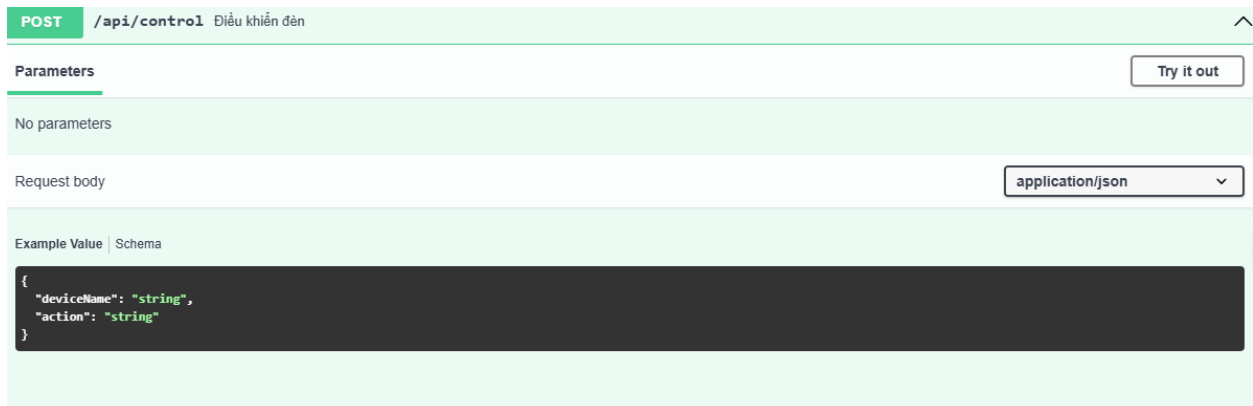 POST /api/control Điều khiển đèn
Parameters Try it out
No parameters
Request body application/json
Example Value Schema
{
  "deviceName": "string",
  "action": "string"
}